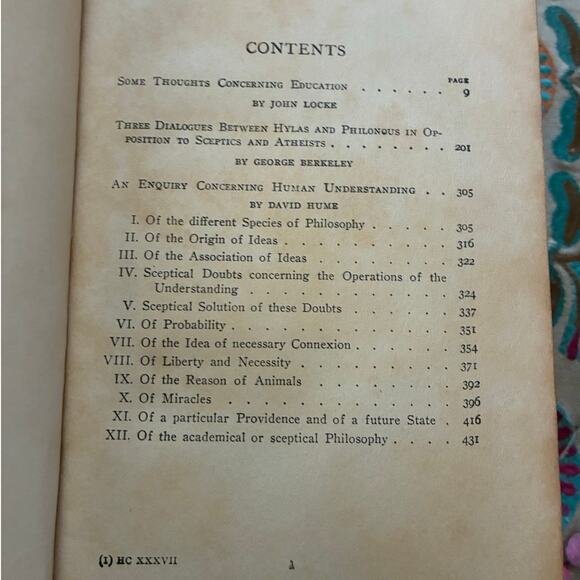 CONTENTS
PAGE
SOME THOUGHTS CONCERNING EDUCATION . . . . . . 9
BY JOHN LOCKE
THREE DIALOGUES BETWEEN HYLAS AND PHILONOUS IN OP-
POSITION TO SCEPTICS AND ATHEISTS . . . . . . . . 201
BY GEORGE BERKELEY
AN ENQUIRY CONCERNING HUMAN UNDERSTANDING . . 305
BY DAVID HUME
I. Of the different Species of Philosophy . . . . . 305
II. Of the Origin of Ideas . . . . . . . . . . . 316
III. Of the Association of Ideas . . . . . . . . . 322
IV. Sceptical Doubts concerning the Operations of the
Understanding . . . . . . . . . . . . 324
V. Sceptical Solution of these Doubts . . . . . . 337
VI. Of Probability . . . . . . . . . . . . . 351
VII. Of the Idea of necessary Connexion . . . . . . 354
VIII. Of Liberty and Necessity . . . . . . . . . . 371
IX. Of the Reason of Animals . . . . . . . . . 392
X. Of Miracles . . . . . . . . . . . . . 396
XI. Of a particular Providence and of a future State . 416
XII. Of the academical or sceptical Philosophy . . . . 431
(1) HC XXXVII